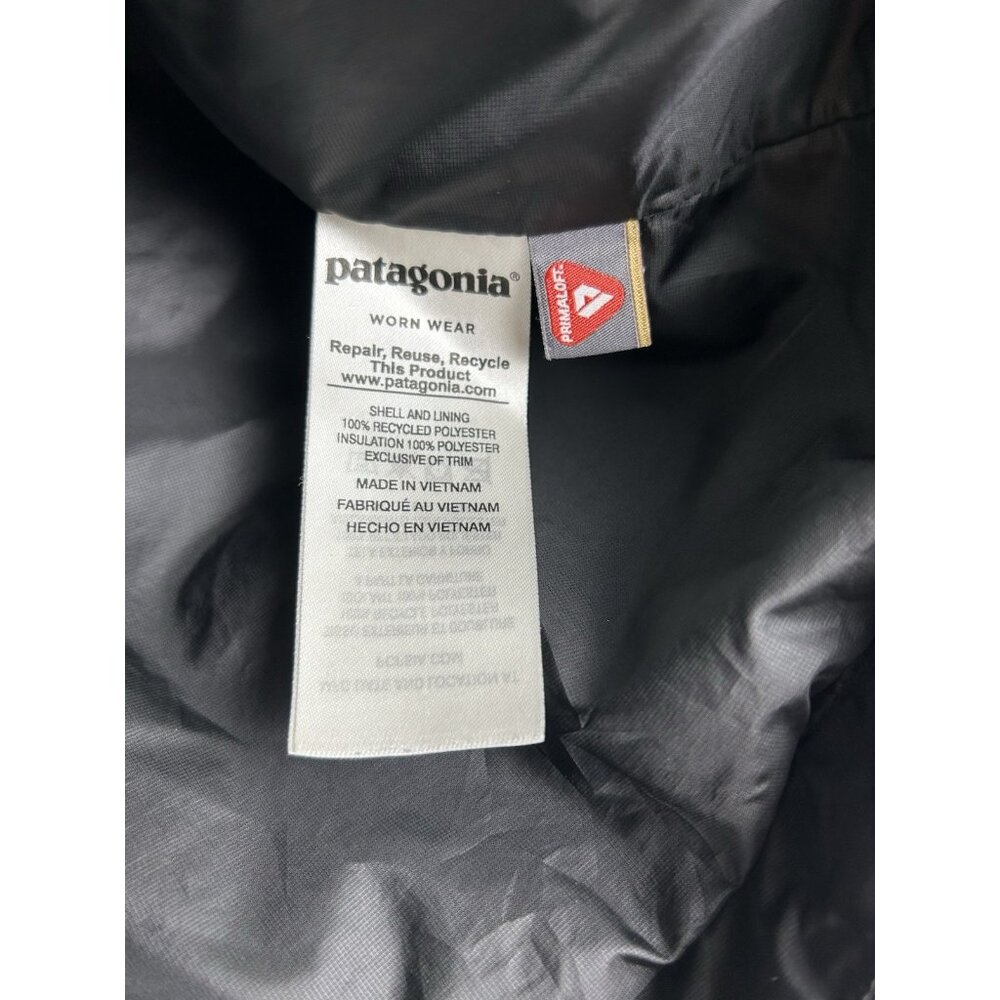 patagonia®
WORN WEAR
Repair, Reuse, Recycle
This Product
www.patagonia.com
SHELL AND LINING
100% RECYCLED POLYESTER
INSULATION 100% POLYESTER
EXCLUSIVE OF TRIM
MADE IN VIETNAM
FABRIQUÉ AU VIETNAM
HECHO EN VIETNAM
PRIMALOFT